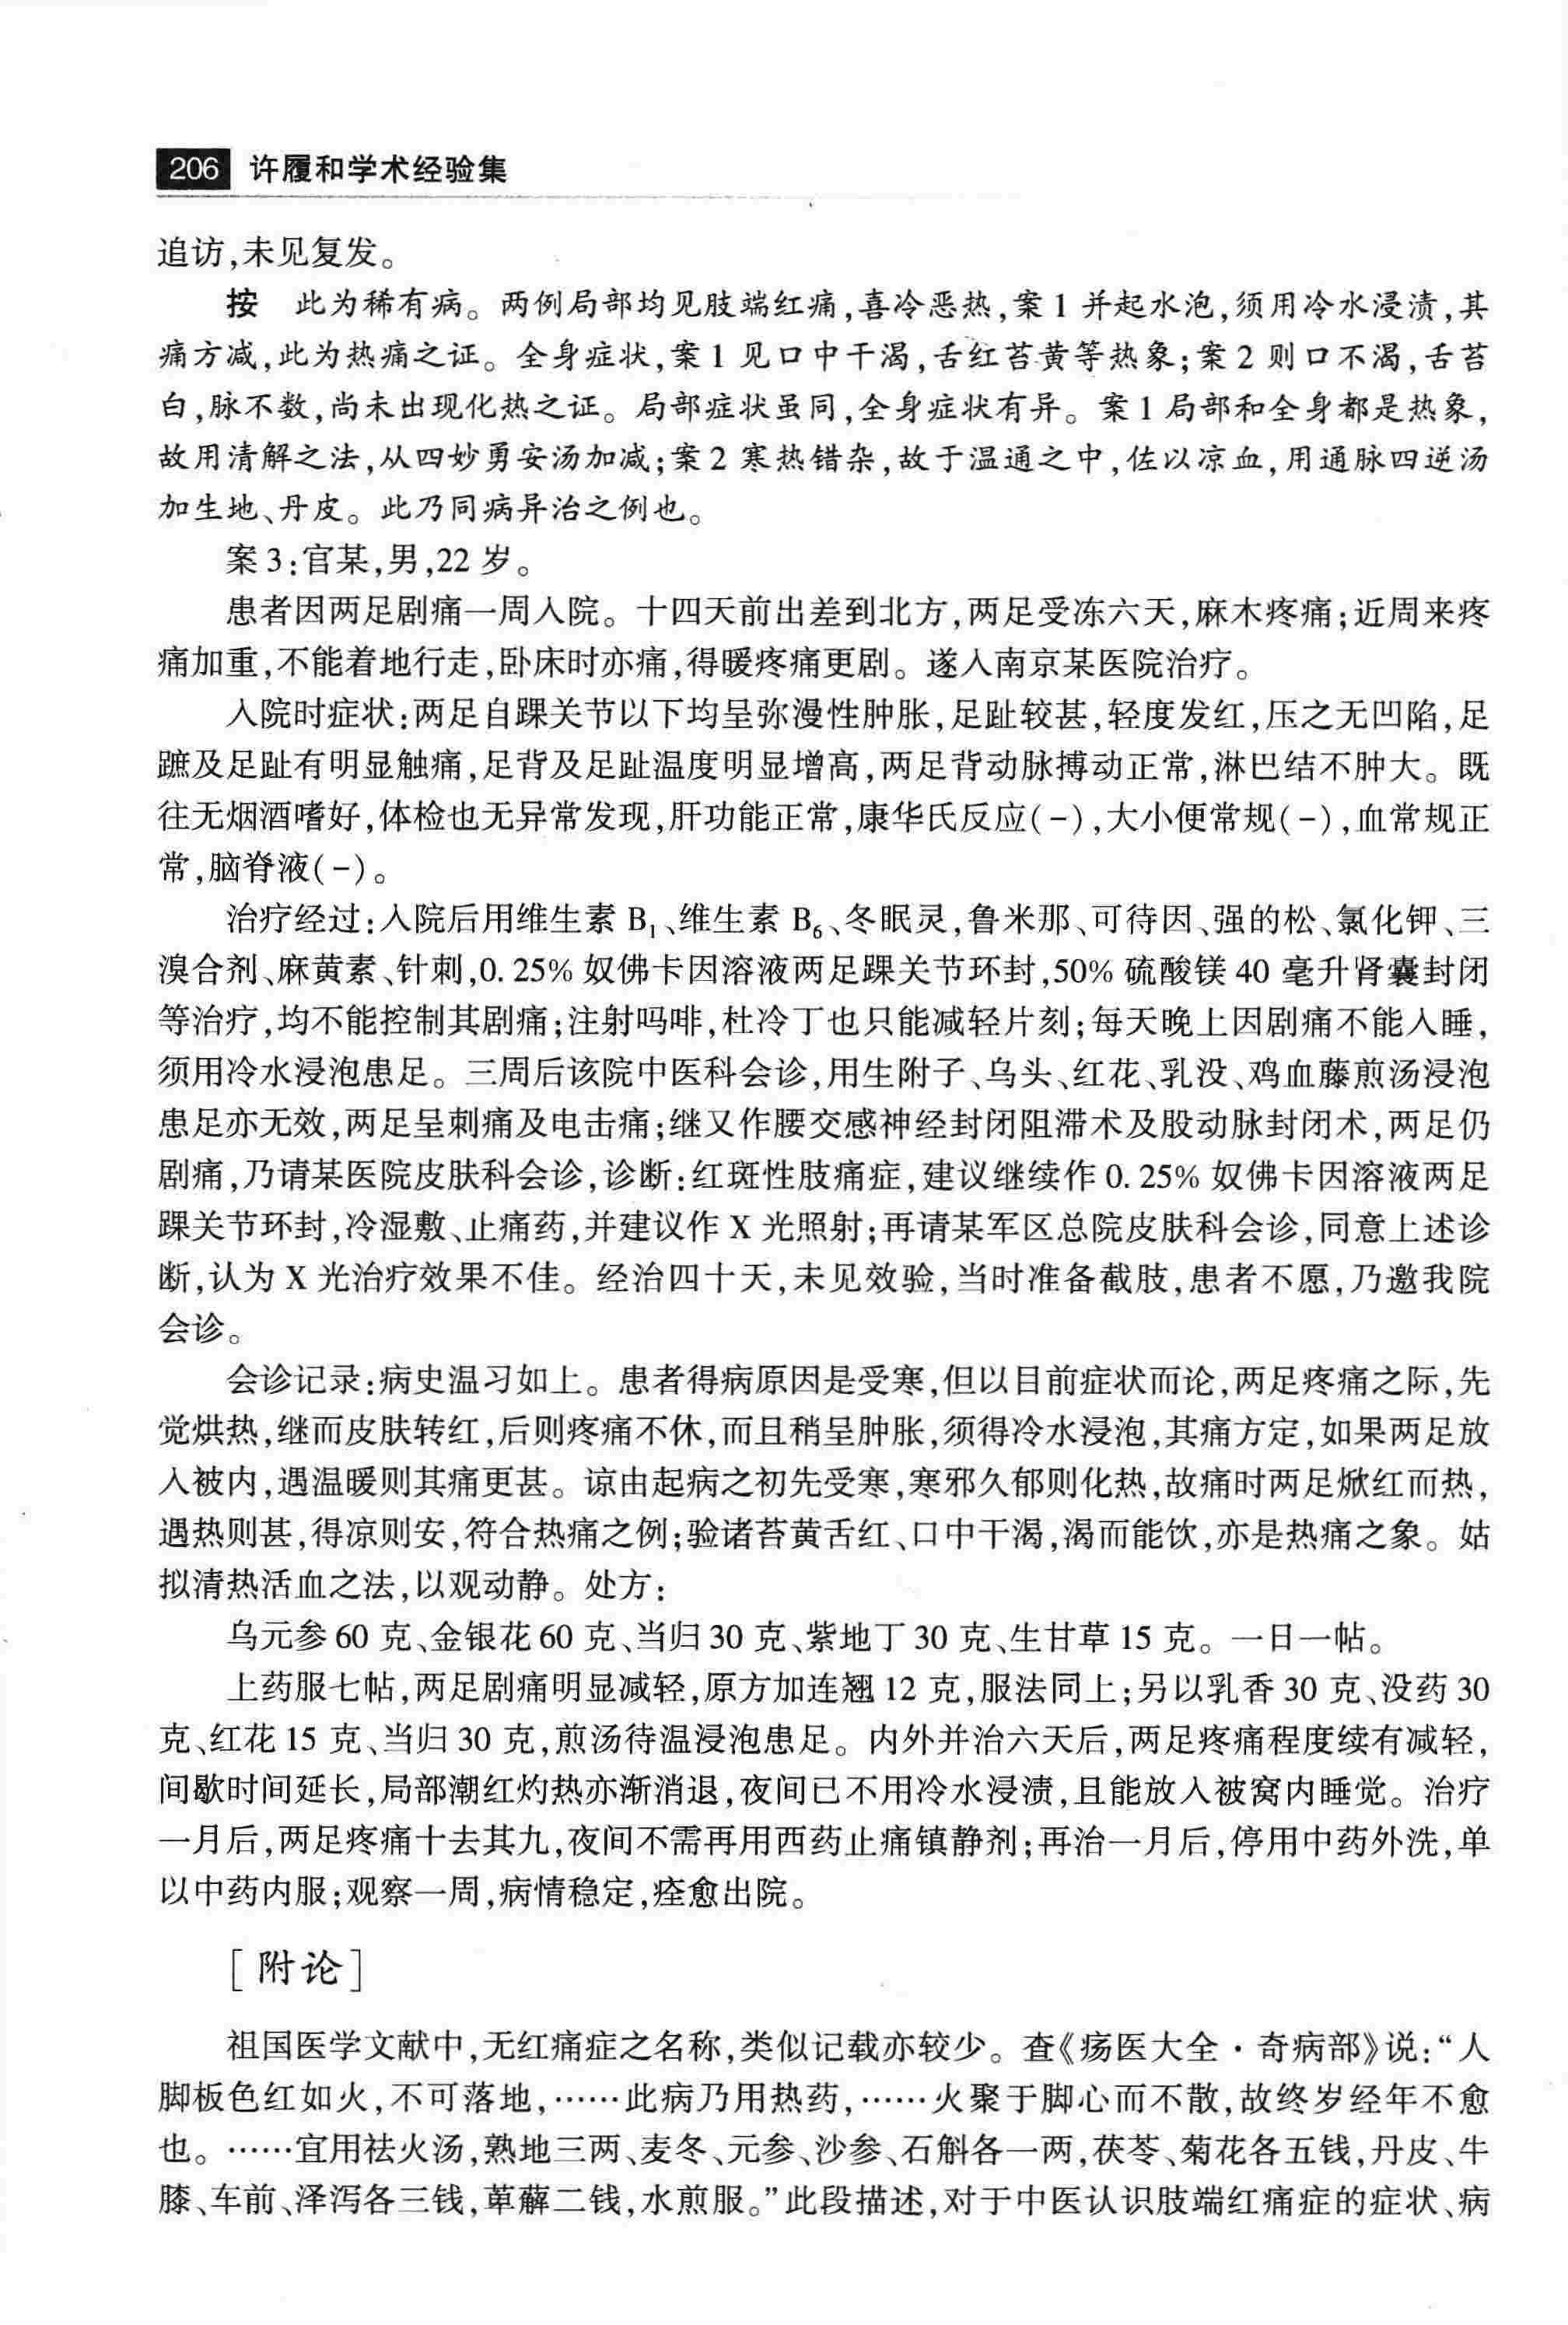 206 许履和学术经验集
追访,未见复发。
按 此为稀有病。两例局部均见肢端红痛,喜冷恶热,案1并起水泡,须用冷水浸渍,其
痛方减,此为热痛之证。全身症状,案1见口中干渴,舌红苔黄等热象;案2则口不渴,舌苔
白,脉不数,尚未出现化热之证。局部症状虽同,全身症状有异。案1局部和全身都是热象,
故用清解之法,从四妙勇安汤加减;案2寒热错杂,故于温通之中,佐以凉血,用通脉四逆汤
加生地、丹皮。此乃同病异治之例也。
案3:官某,男,22岁。
患者因两足剧痛一周入院。十四天前出差到北方,两足受冻六天,麻木疼痛;近周来疼
痛加重,不能着地行走,卧床时亦痛,得暖疼痛更剧。遂入南京某医院治疗。
入院时症状:两足自踝关节以下均呈弥漫性肿胀,足趾较甚,轻度发红,压之无凹陷,足
蹠及足趾有明显触痛,足背及足趾温度明显增高,两足背动脉搏动正常,淋巴结不肿大。既
往无烟酒嗜好,体检也无异常发现,肝功能正常,康华氏反应(-),大小便常规(-),血常规正
常,脑脊液(-)。
治疗经过:入院后用维生素B₁、维生素B₆、冬眠灵,鲁米那、可待因、强的松、氯化钾、三
溴合剂、麻黄素、针刺,0.25%奴佛卡因溶液两足踝关节环封,50%硫酸镁40毫升肾囊封闭
等治疗,均不能控制其剧痛;注射吗啡,杜冷丁也只能减轻片刻;每天晚上因剧痛不能入睡,
须用冷水浸泡患足。三周后该院中医科会诊,用生附子、乌头、红花、乳没、鸡血藤煎汤浸泡
患足亦无效,两足呈刺痛及电击痛;继又作腰交感神经封闭阻滞术及股动脉封闭术,两足仍
剧痛,乃请某医院皮肤科会诊,诊断:红斑性肢痛症,建议继续作0.25%奴佛卡因溶液两足
踝关节环封,冷湿敷、止痛药,并建议作X光照射;再请某军区总院皮肤科会诊,同意上述诊
断,认为X光治疗效果不佳。经治四十天,未见效验,当时准备截肢,患者不愿,乃邀我院
会诊。
会诊记录:病史温习如上。患者得病原因是受寒,但以目前症状而论,两足疼痛之际,先
觉烘热,继而皮肤转红,后则疼痛不休,而且稍呈肿胀,须得冷水浸泡,其痛方定,如果两足放
入被内,遇温暖则其痛更甚。谅由起病之初先受寒,寒邪久郁则化热,故痛时两足焮红而热,
遇热则甚,得凉则安,符合热痛之例;验诸苔黄舌红、口中干渴,渴而能饮,亦是热痛之象。姑
拟清热活血之法,以观动静。处方:
乌元参60克、金银花60克、当归30克、紫地丁30克、生甘草15克。一日一帖。
上药服七帖,两足剧痛明显减轻,原方加连翘12克,服法同上;另以乳香30克、没药30
克、红花15克、当归30克,煎汤待温浸泡患足。内外并治六天后,两足疼痛程度续有减轻,
间歇时间延长,局部潮红灼热亦渐消退,夜间已不用冷水浸渍,且能放入被窝内睡觉。治疗
一月后,两足疼痛十去其九,夜间不需再用西药止痛镇静剂;再治一月后,停用中药外洗,单
以中药内服;观察一周,病情稳定,痊愈出院。
[附论]
祖国医学文献中,无红痛症之名称,类似记载亦较少。查《疡医大全·奇病部》说:“人
脚板色红如火,不可落地,……此病乃用热药,……火聚于脚心而不散,故终岁经年不愈
也。……宜用祛火汤,熟地三两、麦冬、元参、沙参、石斛各一两,茯苓、菊花各五钱,丹皮、牛
膝、车前、泽泻各三钱,萆薢二钱,水煎服。”此段描述,对于中医认识肢端红痛症的症状、病